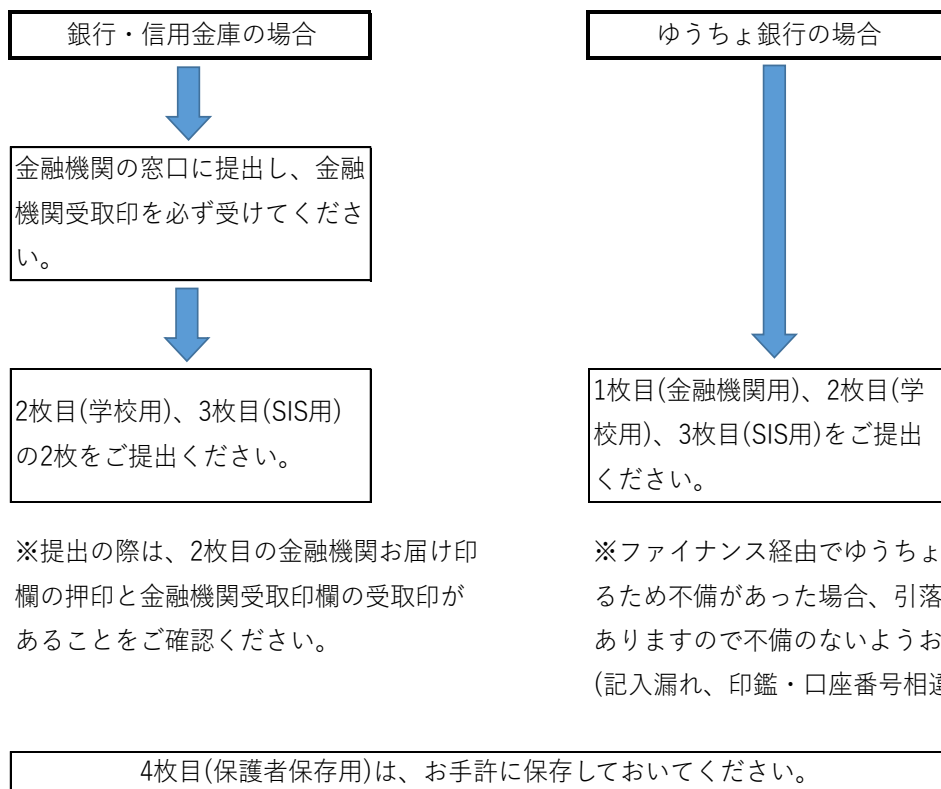 銀行・信用金庫の場合
金融機関の窓口に提出し、金融
機関受取印を必ず受けてくださ
い。
2枚目(学校用)、3枚目(SIS用)
の2枚をご提出ください。
※提出の際は、2枚目の金融機関お届け印
欄の押印と金融機関受取印欄の受取印が
あることをご確認ください。
ゆうちょ銀行の場合
1枚目(金融機関用)、2枚目(学
校用)、3枚目(SIS用)をご提出
ください。
※ファイナンス経由でゆうちょ
るため不備があった場合、引落
ありますので不備のないようお
(記入漏れ、印鑑・口座番号相違
4枚目(保護者保存用)は、お手許に保存しておいてください。